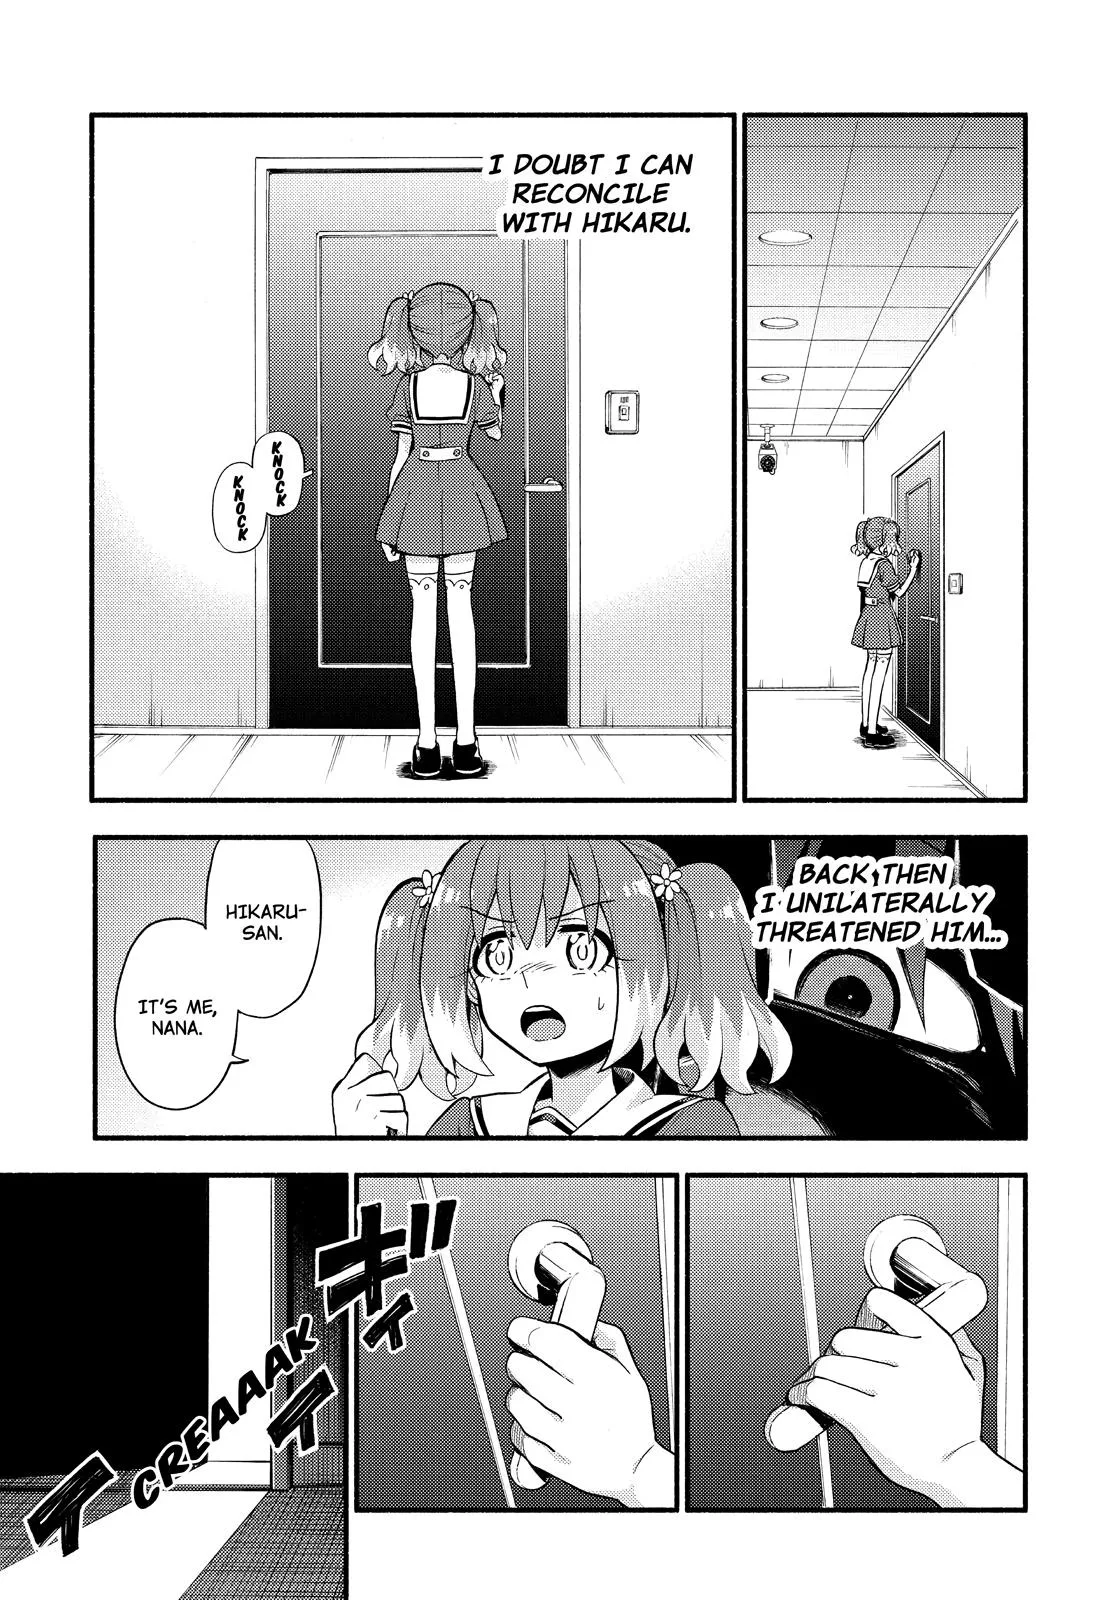 I DOUBT I CAN
RECONCILE
WITH HIKARU.
KNOCK
KNOCK
BACK THEN
I UNILATERALLY
THREATENED HIM...
HIKARU-
SAN.
IT'S ME,
NANA.
ギィィィ
CREAAAK